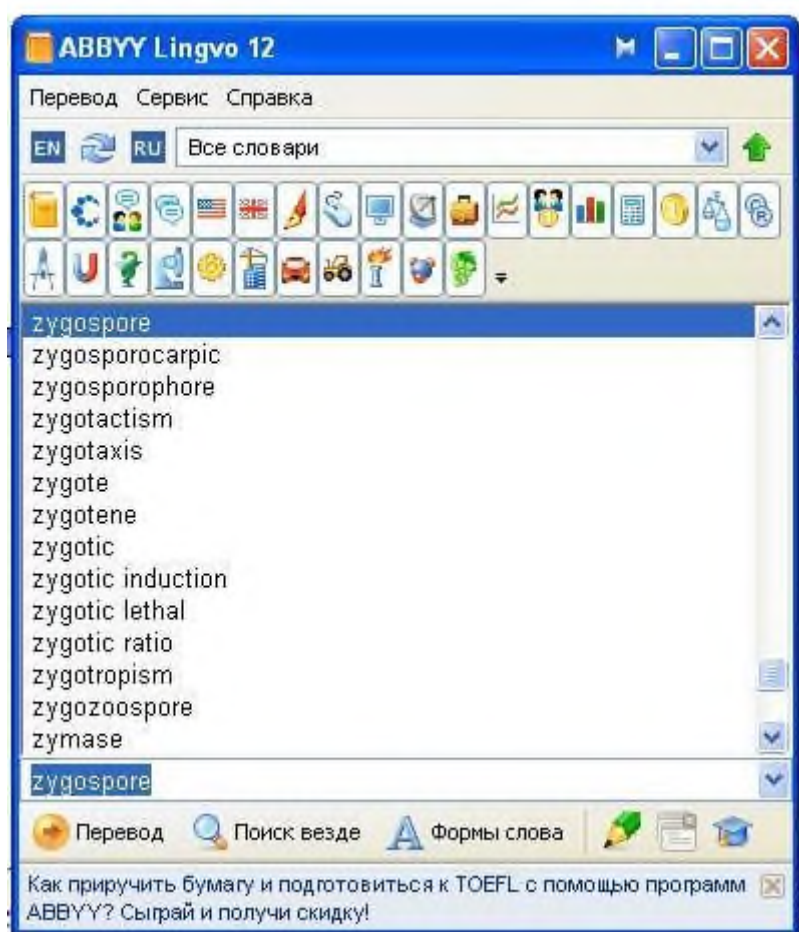 ABBYY Lingvo 12
Перевод Сервис Справка
EN RU Все словари
zygospore
zygosporocarpic
zygosporophore
zygotactism
zygotaxis
zygote
zygotene
zygotic
zygotic induction
zygotic lethal
zygotic ratio
zygotropism
zygozoospore
zymase
zygospore
Перевод Поиск везде Формы слова
Как приручить бумагу и подготовиться к TOEFL с помощью программ
ABBYY? Сыграй и получи скидку!